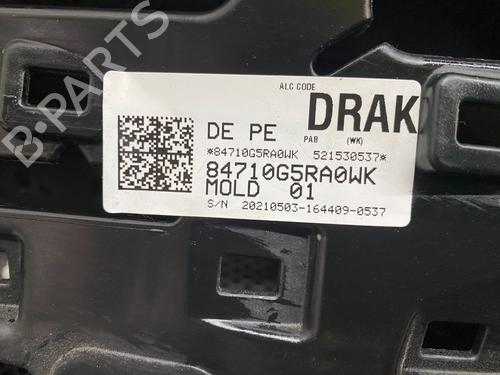 ALC CODE
DRAK
DE PE PAB (WK)
*84710G5RA0WK 521530537*
84710G5RA0WK
MOLD 01
S/N 20210503-164409-0537
B-PARTS